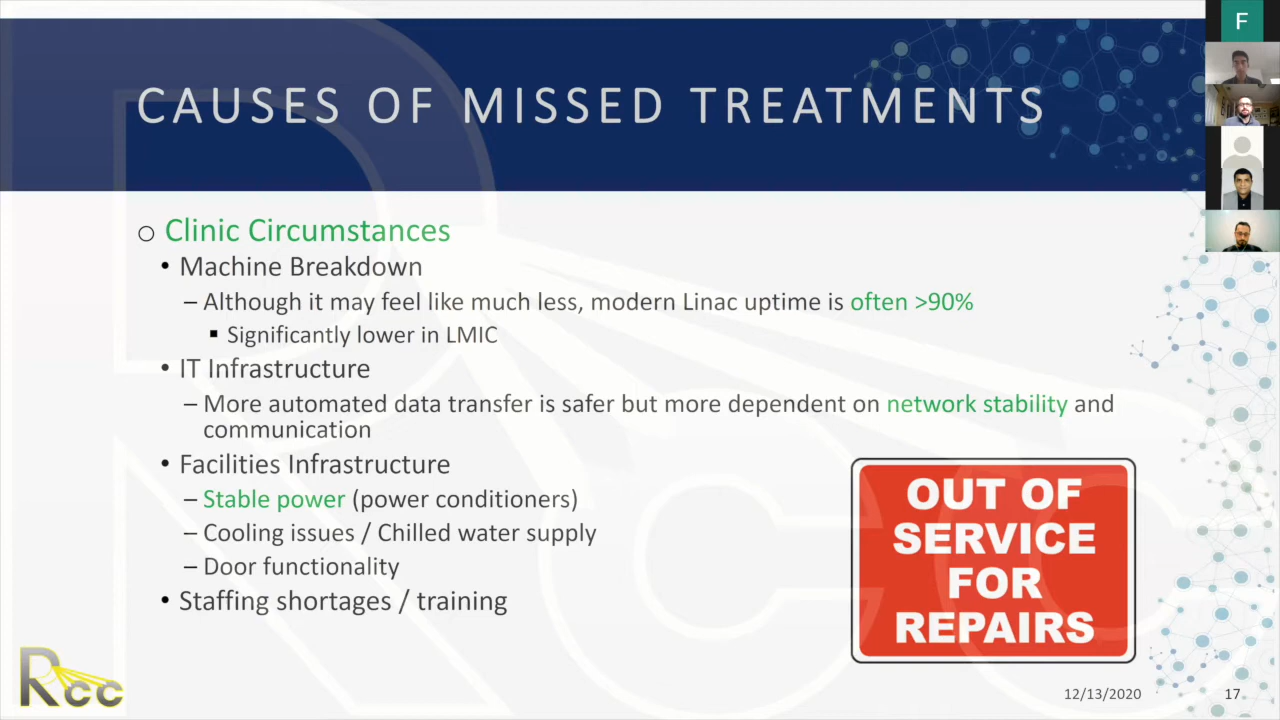 F
CAUSES OF MISSED TREATMENTS
o Clinic Circumstances
• Machine Breakdown
– Although it may feel like much less, modern Linac uptime is often >90%
▪ Significantly lower in LMIC
• IT Infrastructure
– More automated data transfer is safer but more dependent on network stability and
communication
• Facilities Infrastructure
– Stable power (power conditioners)
– Cooling issues / Chilled water supply
– Door functionality
• Staffing shortages / training
OUT OF
SERVICE
FOR
REPAIRS
Rcc
12/13/2020
17